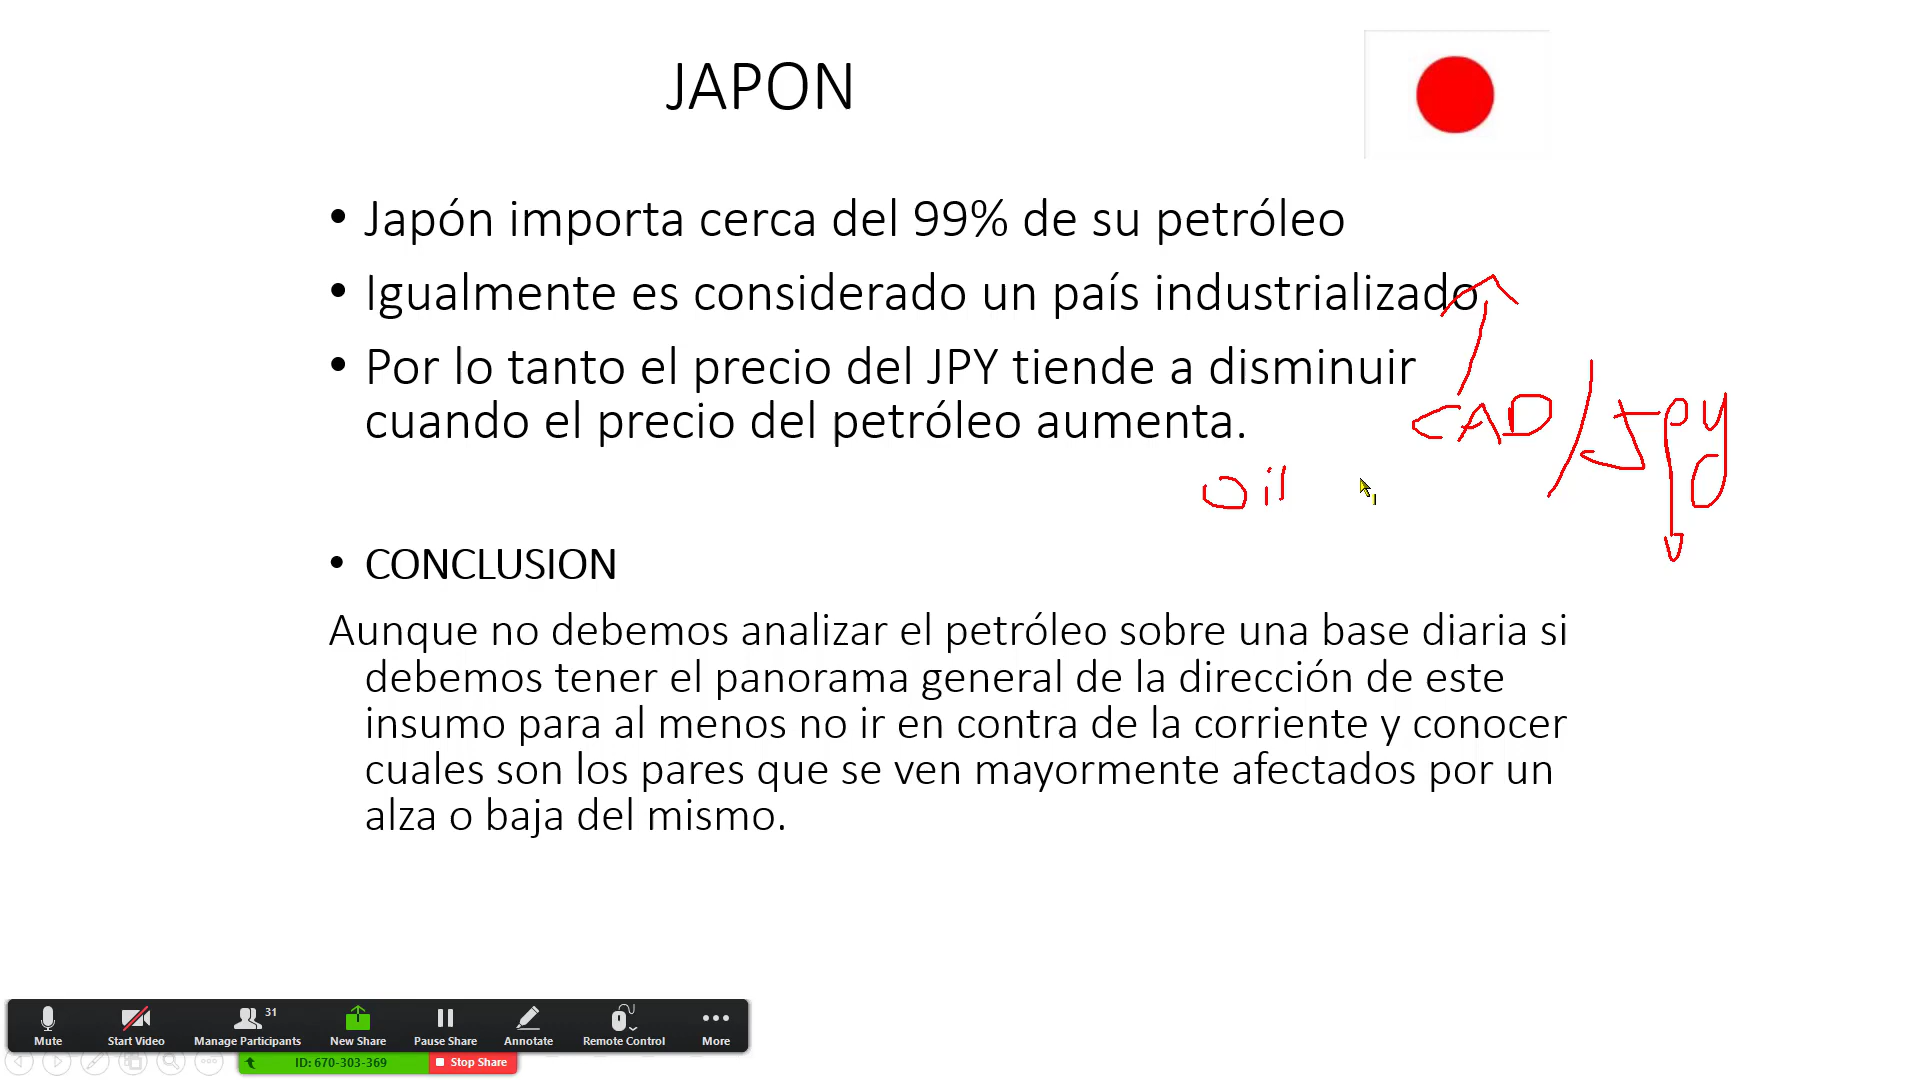 JAPON
• Japón importa cerca del 99% de su petróleo
• Igualmente es considerado un país industrializado
• Por lo tanto el precio del JPY tiende a disminuir
cuando el precio del petróleo aumenta.
CAD/Jpy
oil
• CONCLUSION
Aunque no debemos analizar el petróleo sobre una base diaria si
debemos tener el panorama general de la dirección de este
insumo para al menos no ir en contra de la corriente y conocer
cuales son los pares que se ven mayormente afectados por un
alza o baja del mismo.
31
Mute Start Video Manage Participants New Share Pause Share Annotate Remote Control More
ID: 670-303-369 Stop Share